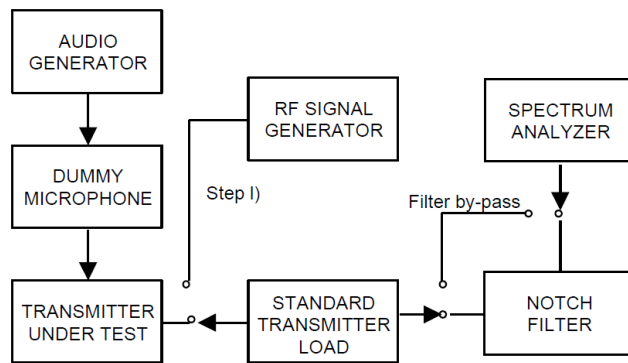 AUDIO
GENERATOR
RF SIGNAL
GENERATOR
SPECTRUM
ANALYZER
DUMMY
MICROPHONE
Step I)
Filter by-pass
TRANSMITTER
UNDER TEST
STANDARD
TRANSMITTER
LOAD
NOTCH
FILTER